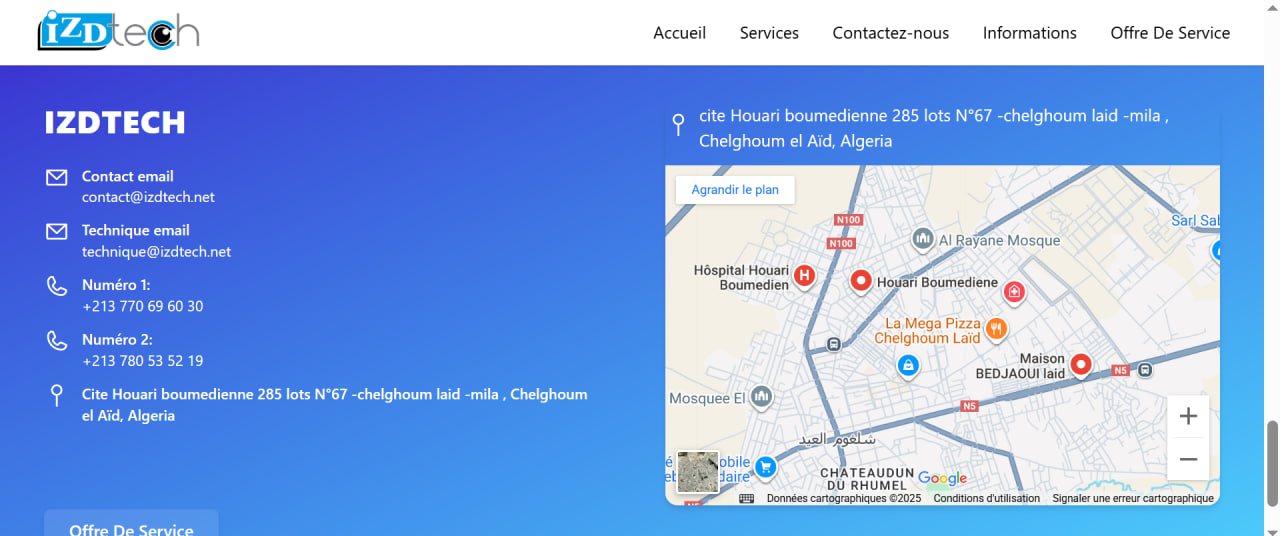 iZDtech
Accueil
Services
Contactez-nous
Informations
Offre De Service
IZDTECH
Contact email
contact@izdtech.net
Technique email
technique@izdtech.net
Numéro 1:
+213 770 69 60 30
Numéro 2:
+213 780 53 52 19
Cite Houari boumedienne 285 lots N°67 -chelghoum laid -mila , Chelghoum
el Aïd, Algeria
Offre De Service
cite Houari boumedienne 285 lots N°67 -chelghoum laid -mila ,
Chelghoum el Aïd, Algeria
Agrandir le plan
N100
Sarl Sab
N100
Al Rayane Mosque
Hôspital Houari
Boumedien
H
Houari Boumediene
La Mega Pizza
Chelghoum Laïd
Maison
BEDJAOUI laid
N5
Mosquee El
N5
شلغوم العيد
CHATEAUDUN
DU RHUMEL
Google
Données cartographiques ©2025
Conditions d'utilisation
Signaler une erreur cartographique